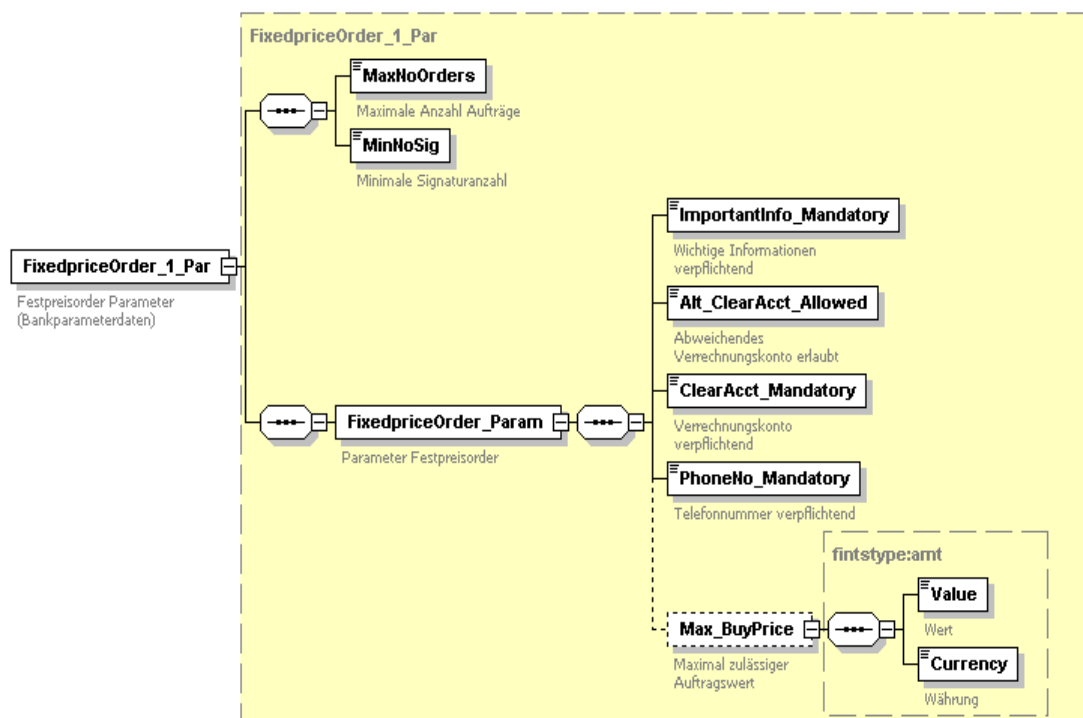 FixedpriceOrder_1_Par
MaxNoOrders
Maximale Anzahl Aufträge
MinNoSig
Minimale Signaturanzahl
FixedpriceOrder_1_Par
Festpreisorder Parameter
(Bankparameterdaten)
FixedpriceOrder_Param
Parameter Festpreisorder
ImportantInfo_Mandatory
Wichtige Informationen
verpflichtend
Alt_ClearAcct_Allowed
Abweichendes
Verrechnungskonto erlaubt
ClearAcct_Mandatory
Verrechnungskonto
verpflichtend
PhoneNo_Mandatory
Telefonnummer verpflichtend
Max_BuyPrice
Maximal zulässiger
Auftragswert
fintstype:amt
Value
Wert
Currency
Währung